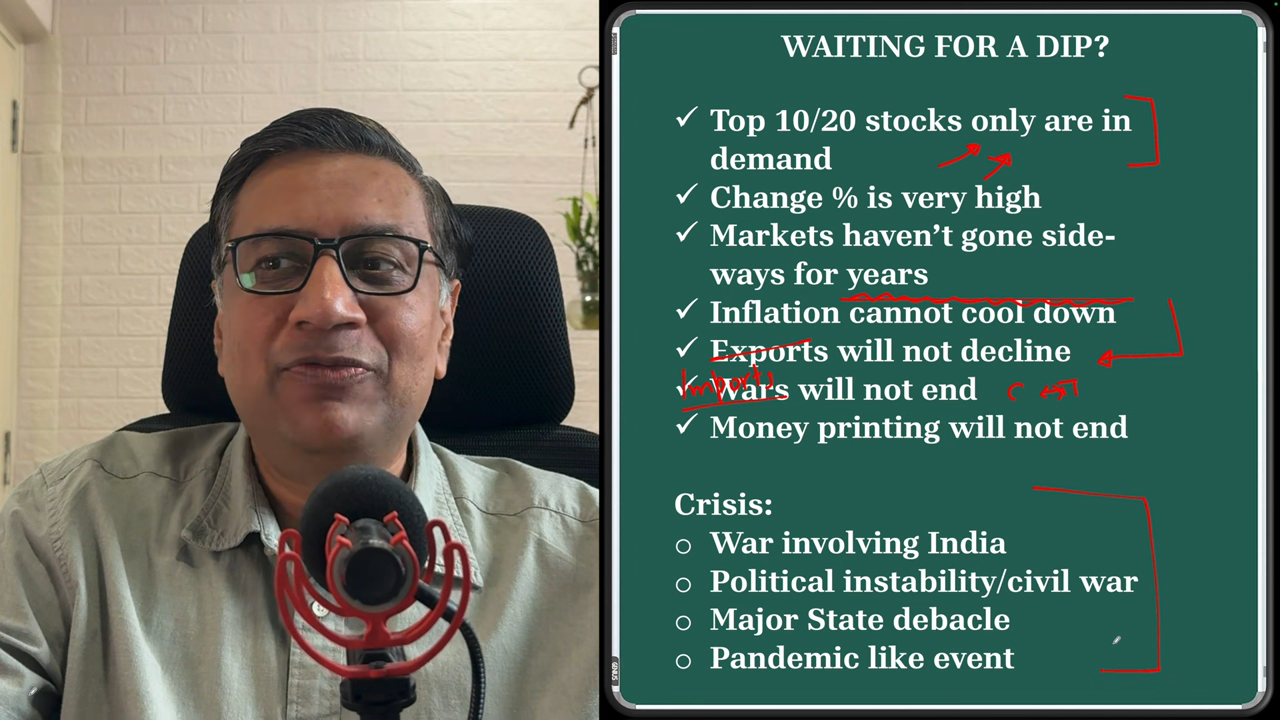 WAITING FOR A DIP?
✓ Top 10/20 stocks only are in
demand
✓ Change % is very high
✓ Markets haven't gone side-
ways for years
✓ Inflation cannot cool down
✓ Exports will not decline
Imports
✓ Wars will not end
✓ Money printing will not end
Crisis:
○ War involving India
○ Political instability/civil war
○ Major State debacle
○ Pandemic like event
GENIUS